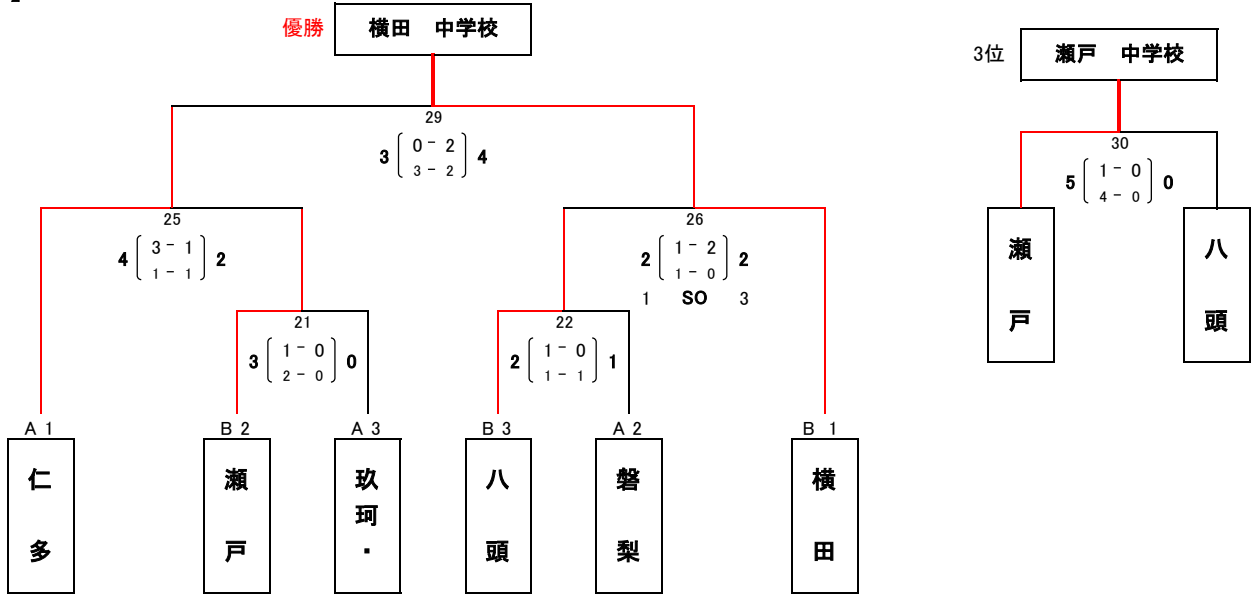 優勝
横田　中学校
3位
瀬戸　中学校
29
3 0 - 2 4
3 - 2
30
5 1 - 0 0
4 - 0
25
4 3 - 1 2
1 - 1
26
2 1 - 2 2
1 - 0
1 SO 3
21
3 1 - 0 0
2 - 0
22
2 1 - 0 1
1 - 1
瀬戸
八頭
A 1
B 2
A 3
B 3
A 2
B 1
仁多
瀬戸
玖珂・
八頭
磐梨
横田